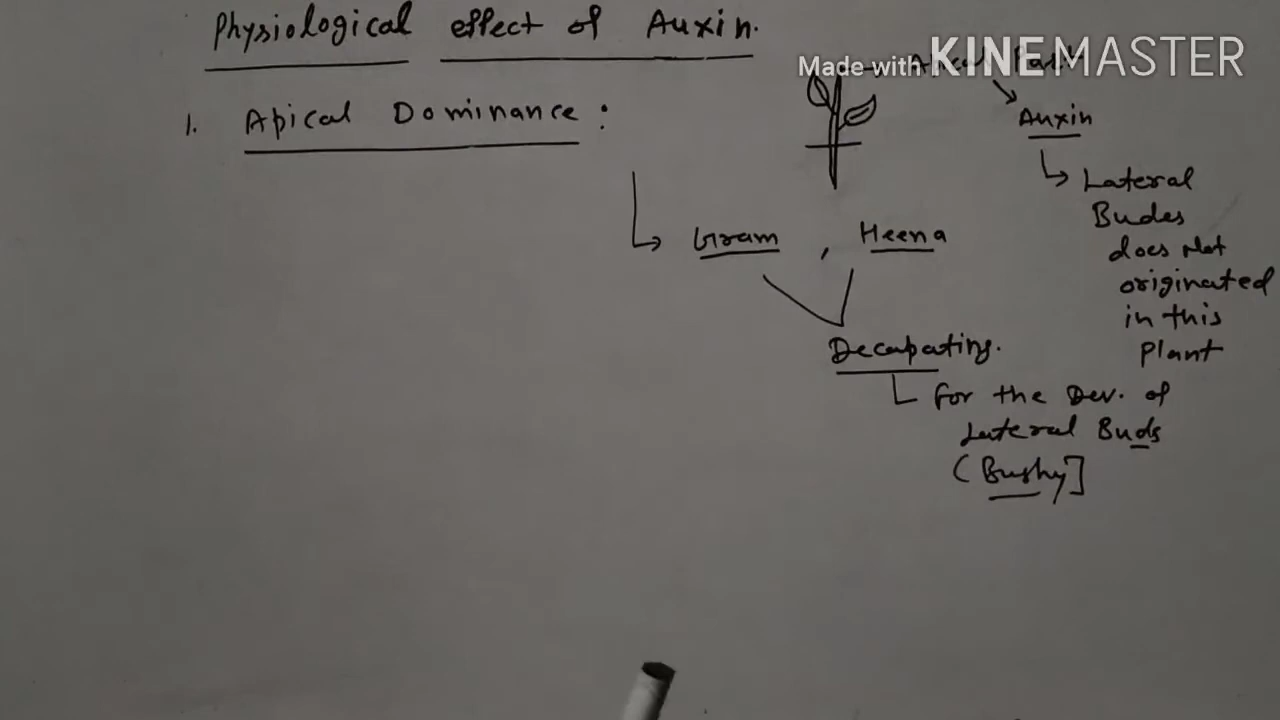 Physiological effect of Auxin.
Made with KINEMASTER
1. Apical Dominance :
Auxin
Lateral
Budes
does Not
originated
in this
Plant
Gram , Heena
Decapating.
For the Dev. of
Lateral Buds
(Bushy]